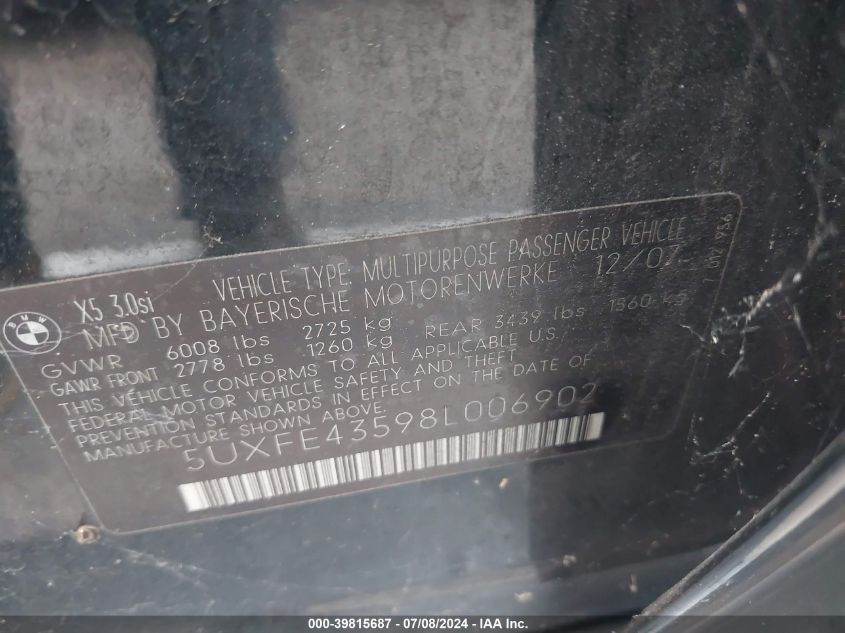 BMW
X5 3.0si VEHICLE TYPE: MULTIPURPOSE PASSENGER VEHICLE
MFD BY BAYERISCHE MOTORENWERKE 12/07
GVWR 6008 lbs 2725 kg
GAWR FRONT 2778 lbs 1260 kg REAR 3439 lbs 1560 kg
THIS VEHICLE CONFORMS TO ALL APPLICABLE U.S.
FEDERAL MOTOR VEHICLE SAFETY AND THEFT
PREVENTION STANDARDS IN EFFECT ON THE DATE OF
MANUFACTURE SHOWN ABOVE.
5UXFE43598L006902
000-39815687 / 07/08/2024 - IAA Inc.